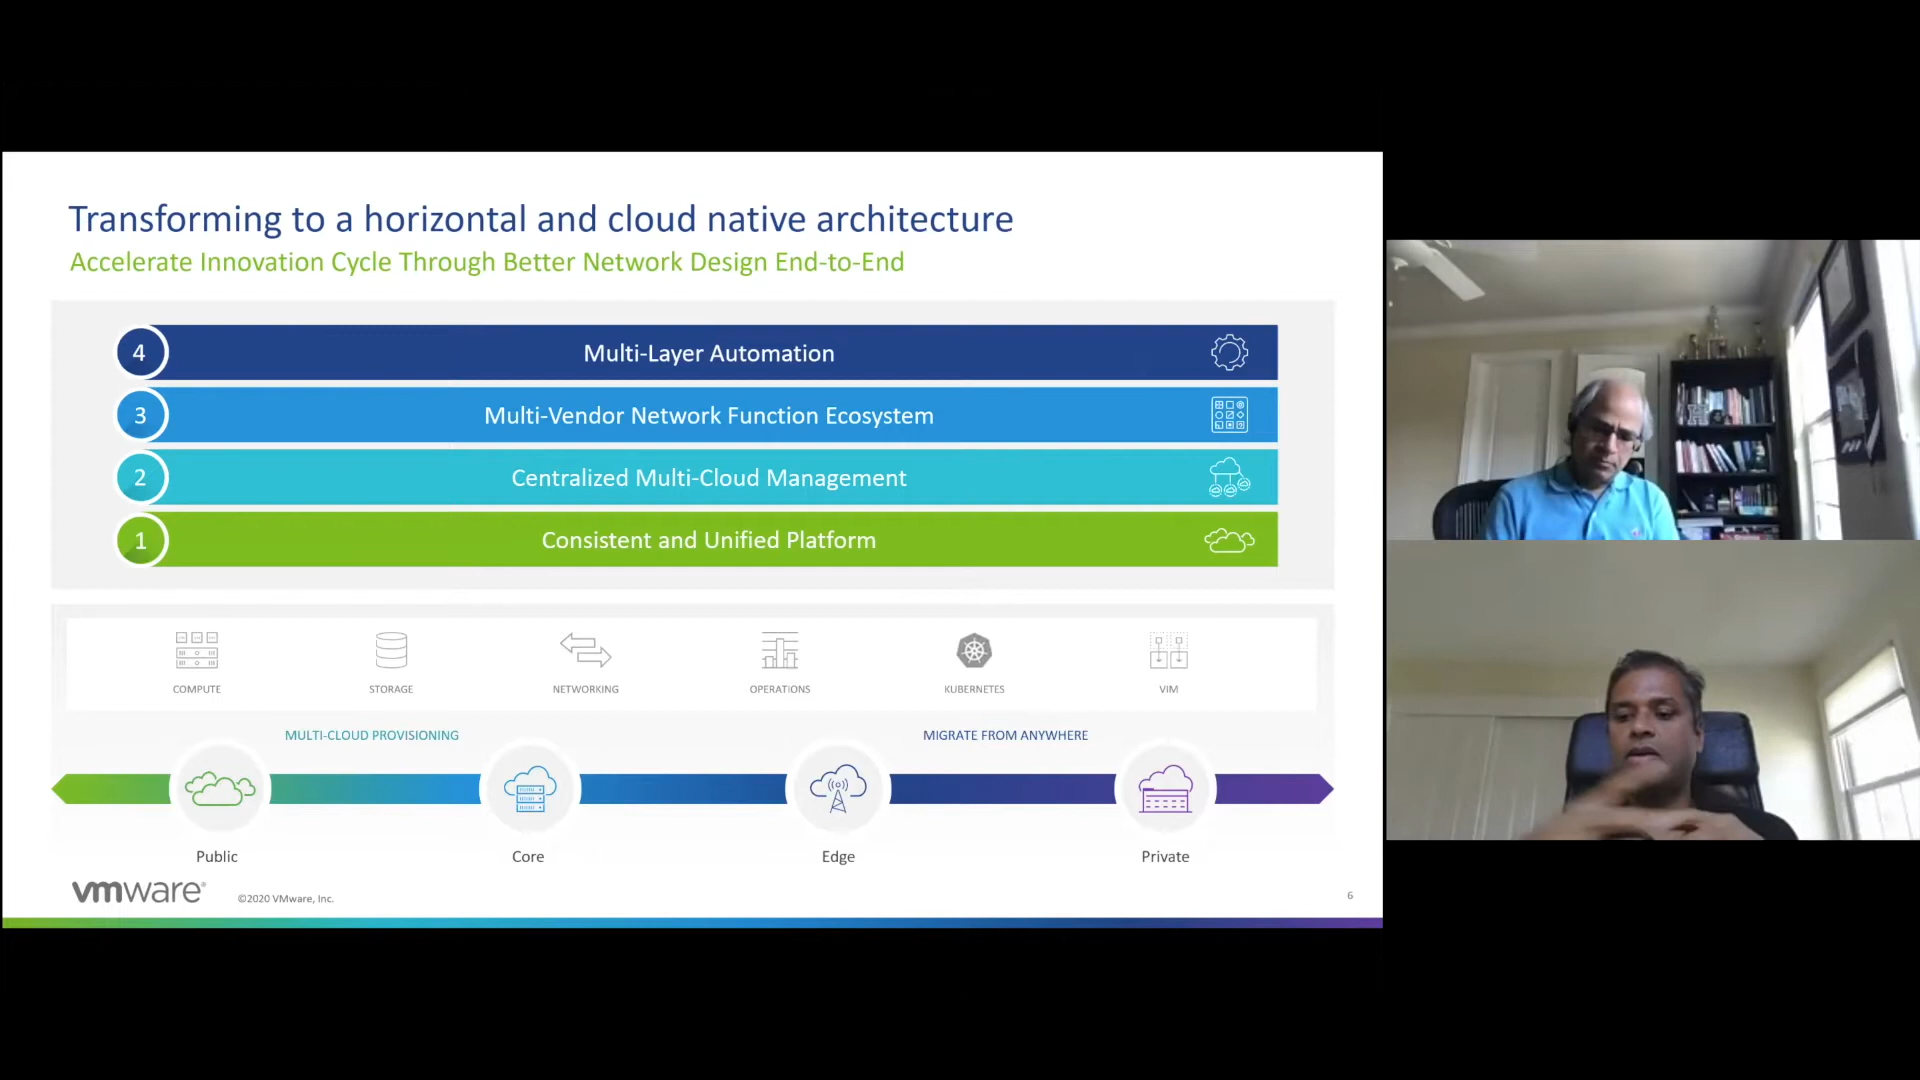 Transforming to a horizontal and cloud native architecture
Accelerate Innovation Cycle Through Better Network Design End-to-End
4 Multi-Layer Automation
3 Multi-Vendor Network Function Ecosystem
2 Centralized Multi-Cloud Management
1 Consistent and Unified Platform
COMPUTE STORAGE NETWORKING OPERATIONS KUBERNETES VIM
MULTI-CLOUD PROVISIONING MIGRATE FROM ANYWHERE
Public Core Edge Private
vmware® ©2020 VMware, Inc. 6